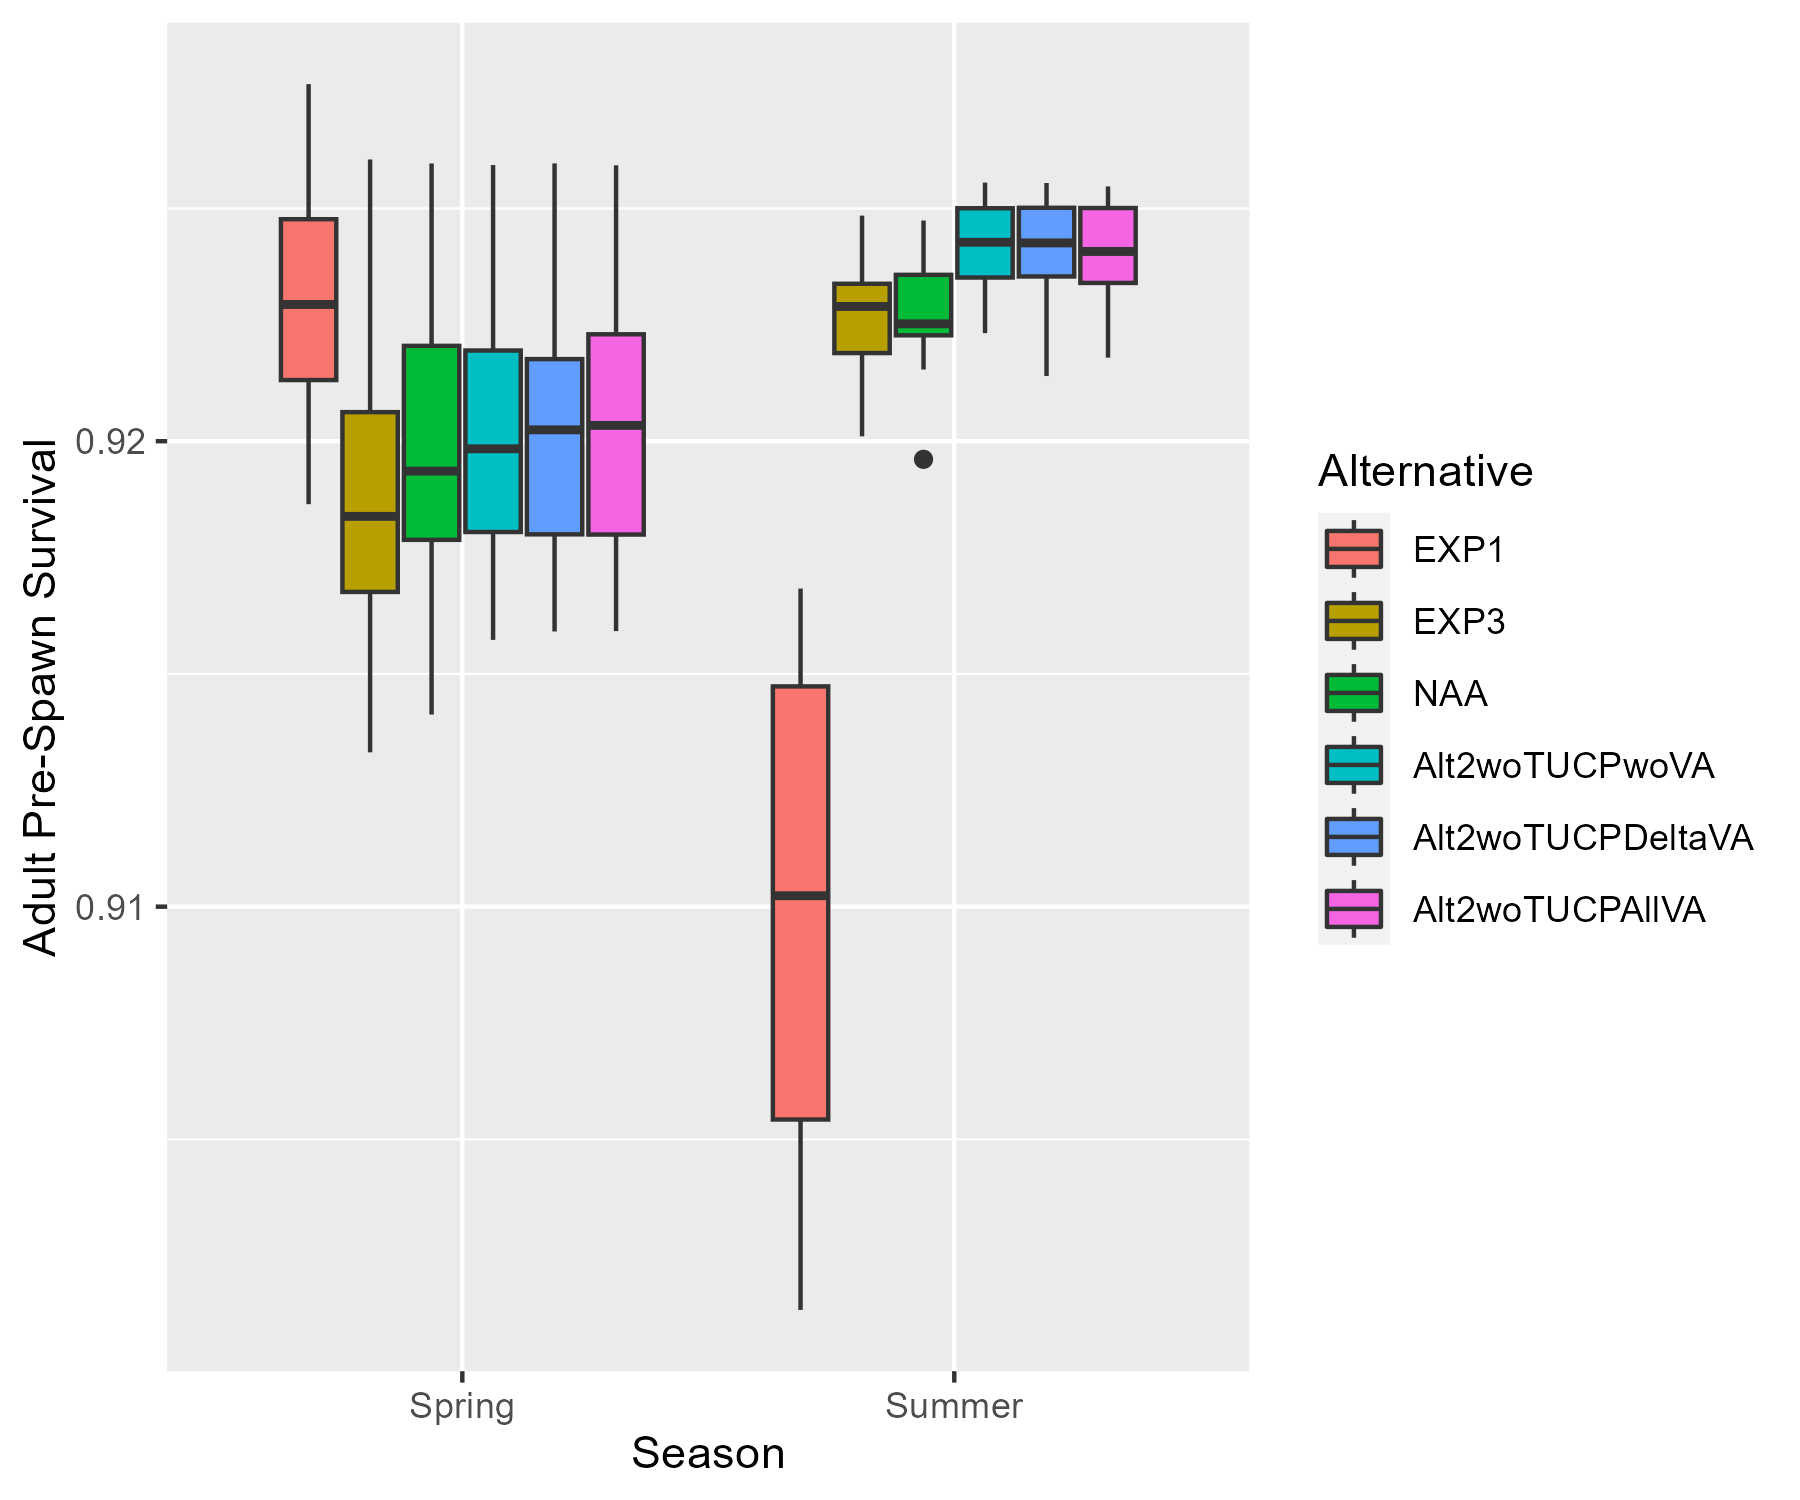 Adult Pre-Spawn Survival
0.92
0.91
Spring
Summer
Season
Alternative
EXP1
EXP3
NAA
Alt2woTUCPwoVA
Alt2woTUCPDeltaVA
Alt2woTUCPAllVA